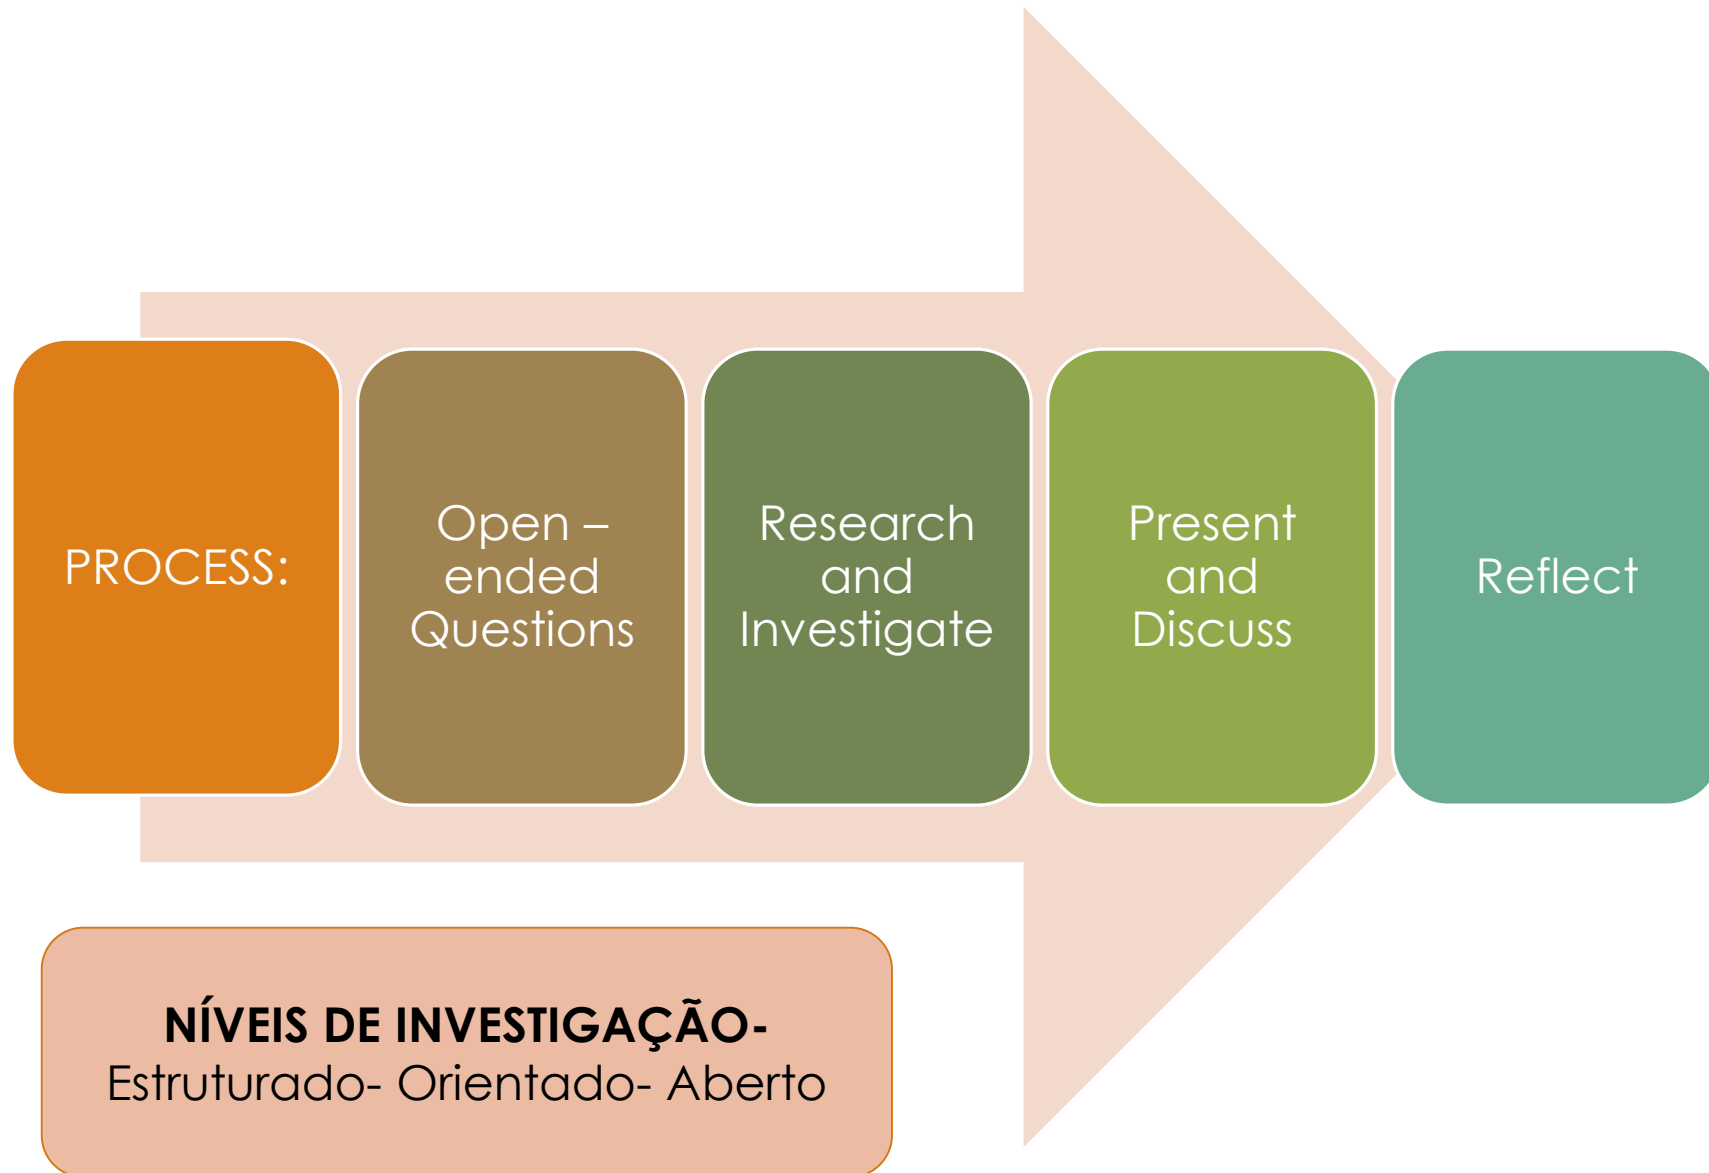 PROCESS:
Open –
ended
Questions
Research
and
Investigate
Present
and
Discuss
Reflect
NÍVEIS DE INVESTIGAÇÃO-
Estruturado- Orientado- Aberto